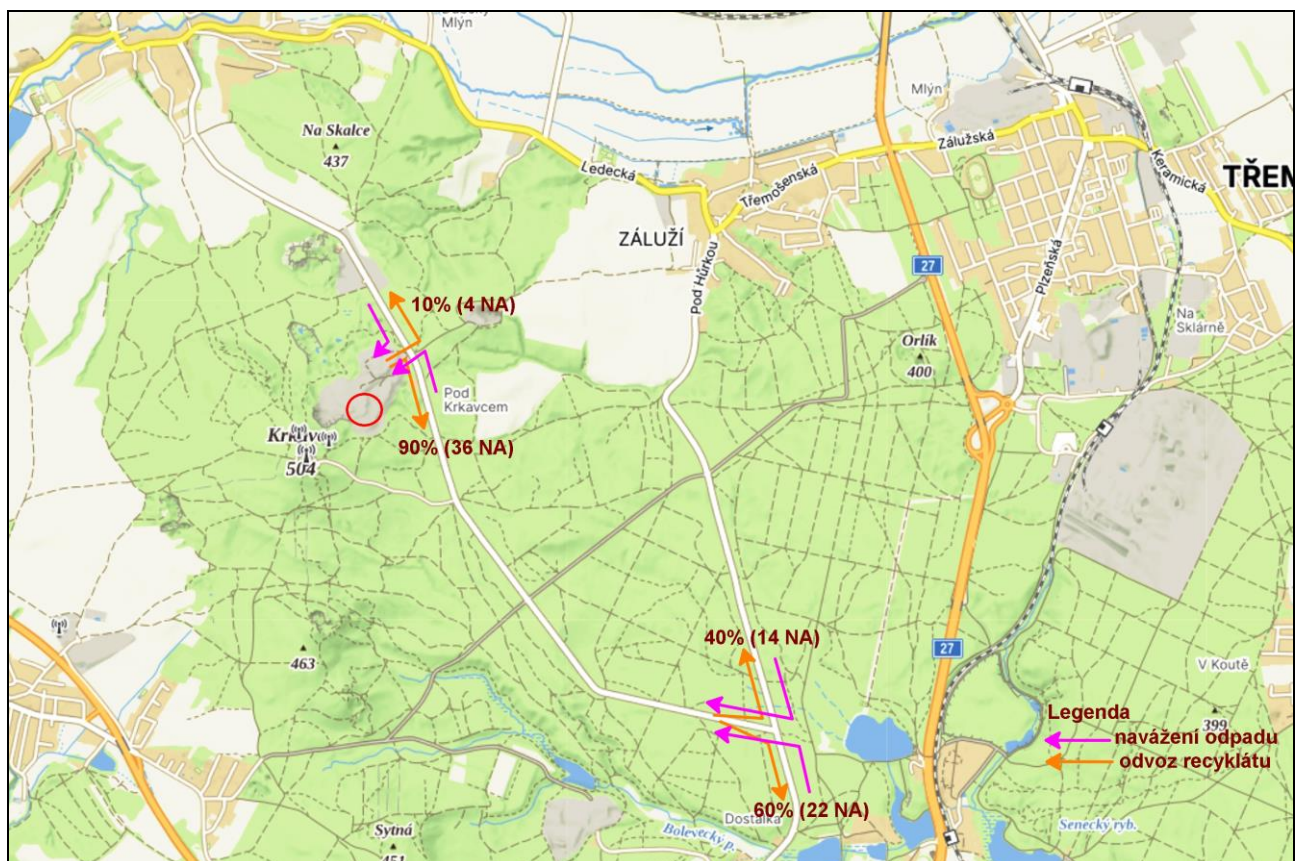 Mlýn
Mlýn
Na Skalce
437
Ledecká
Zálužská
Keramická
TŘEM
Třemošenská
ZÁLUŽÍ
27
Plzeňská
Pod Hůrkou
10% (4 NA)
Na
Sklárně
Orlík
400
Pod
Krkavcem
90% (36 NA)
504
40% (14 NA)
27
463
V Koutě
399
Legenda
navážení odpadu
odvoz recyklátu
60% (22 NA)
Dostálka
Senecký ryb.
Bolevecký p.
Sytná
451